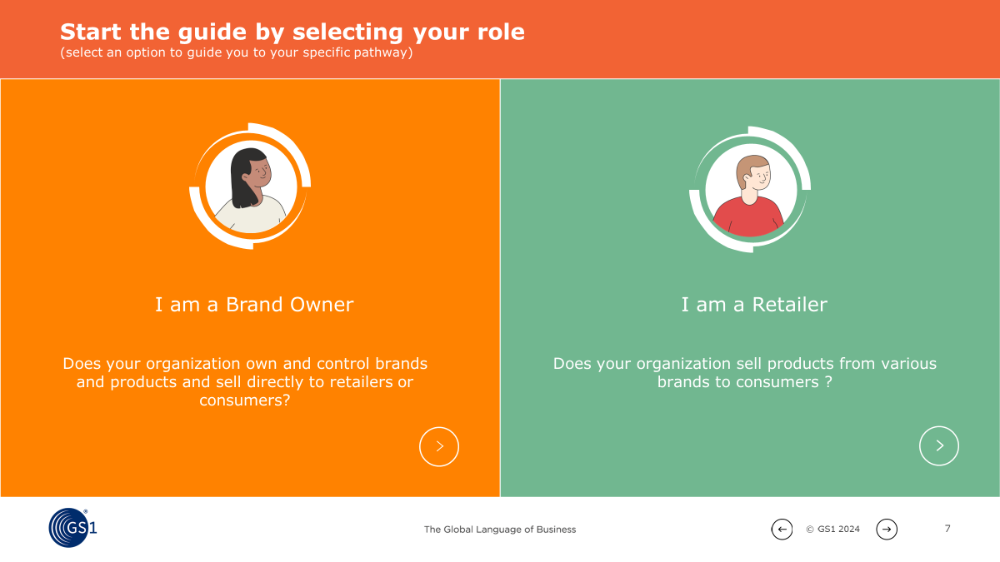 Start the guide by selecting your role
(select an option to guide you to your specific pathway)
I am a Brand Owner
Does your organization own and control brands
and products and sell directly to retailers or
consumers?
I am a Retailer
Does your organization sell products from various
brands to consumers ?
GS1®
The Global Language of Business
© GS1 2024
7